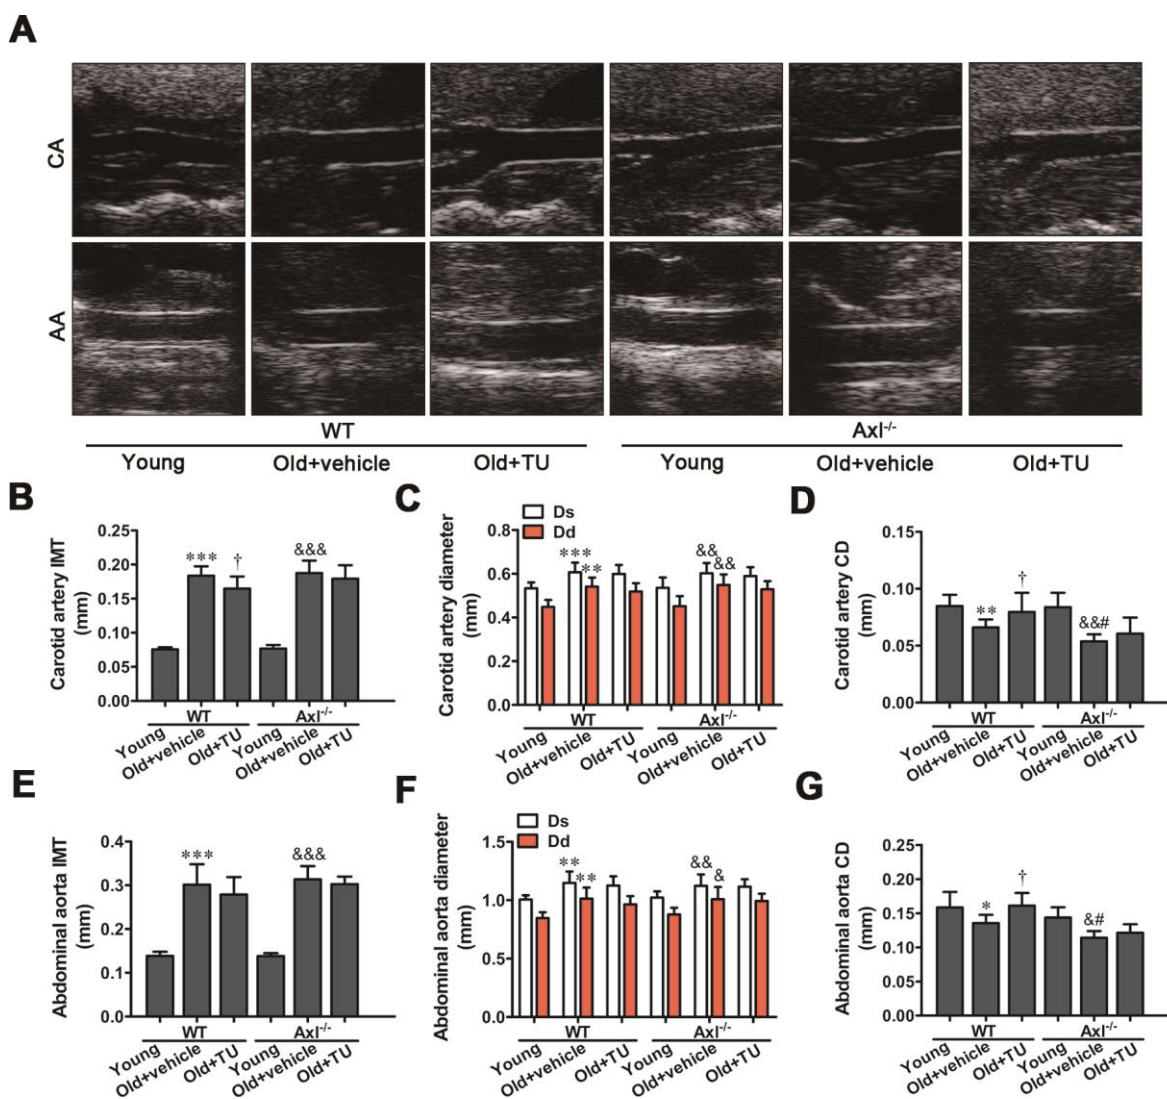 A
CA
AA
WT
Axl-/-
Young
Old+vehicle
Old+TU
Young
Old+vehicle
Old+TU
B
Carotid artery IMT
(mm)
0.25
0.20
0.15
0.10
0.05
0.00
***
†
&&&
WT
Axl-/-
Young
Old+vehicle
Old+TU
Young
Old+vehicle
Old+TU
C
Ds
Dd
Carotid artery diameter
(mm)
0.8
0.6
0.4
0.2
0.0
***
**
&&
&&
WT
Axl-/-
Young
Old+vehicle
Old+TU
Young
Old+vehicle
Old+TU
D
Carotid artery CD
(mm)
0.15
0.10
0.05
0.00
**
†
&&#
WT
Axl-/-
Young
Old+vehicle
Old+TU
Young
Old+vehicle
Old+TU
E
Abdominal aorta IMT
(mm)
0.4
0.3
0.2
0.1
0.0
***
&&&
WT
Axl-/-
Young
Old+vehicle
Old+TU
Young
Old+vehicle
Old+TU
F
Ds
Dd
Abdominal aorta diameter
(mm)
1.5
1.0
0.5
0.0
**
**
&&
&
WT
Axl-/-
Young
Old+vehicle
Old+TU
Young
Old+vehicle
Old+TU
G
Abdominal aorta CD
(mm)
0.25
0.20
0.15
0.10
0.05
0.00
*
†
&#
WT
Axl-/-
Young
Old+vehicle
Old+TU
Young
Old+vehicle
Old+TU